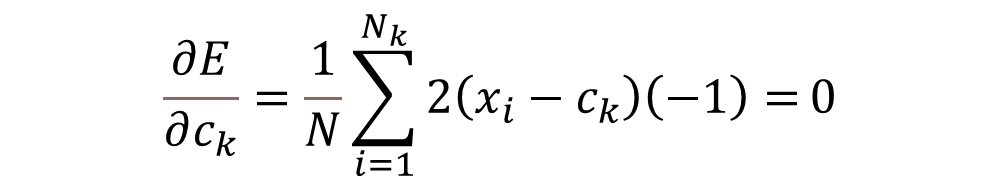 ∂E/∂c_k = 1/N ∑_{i=1}^{N_k} 2(x_i − c_k)(−1) = 0